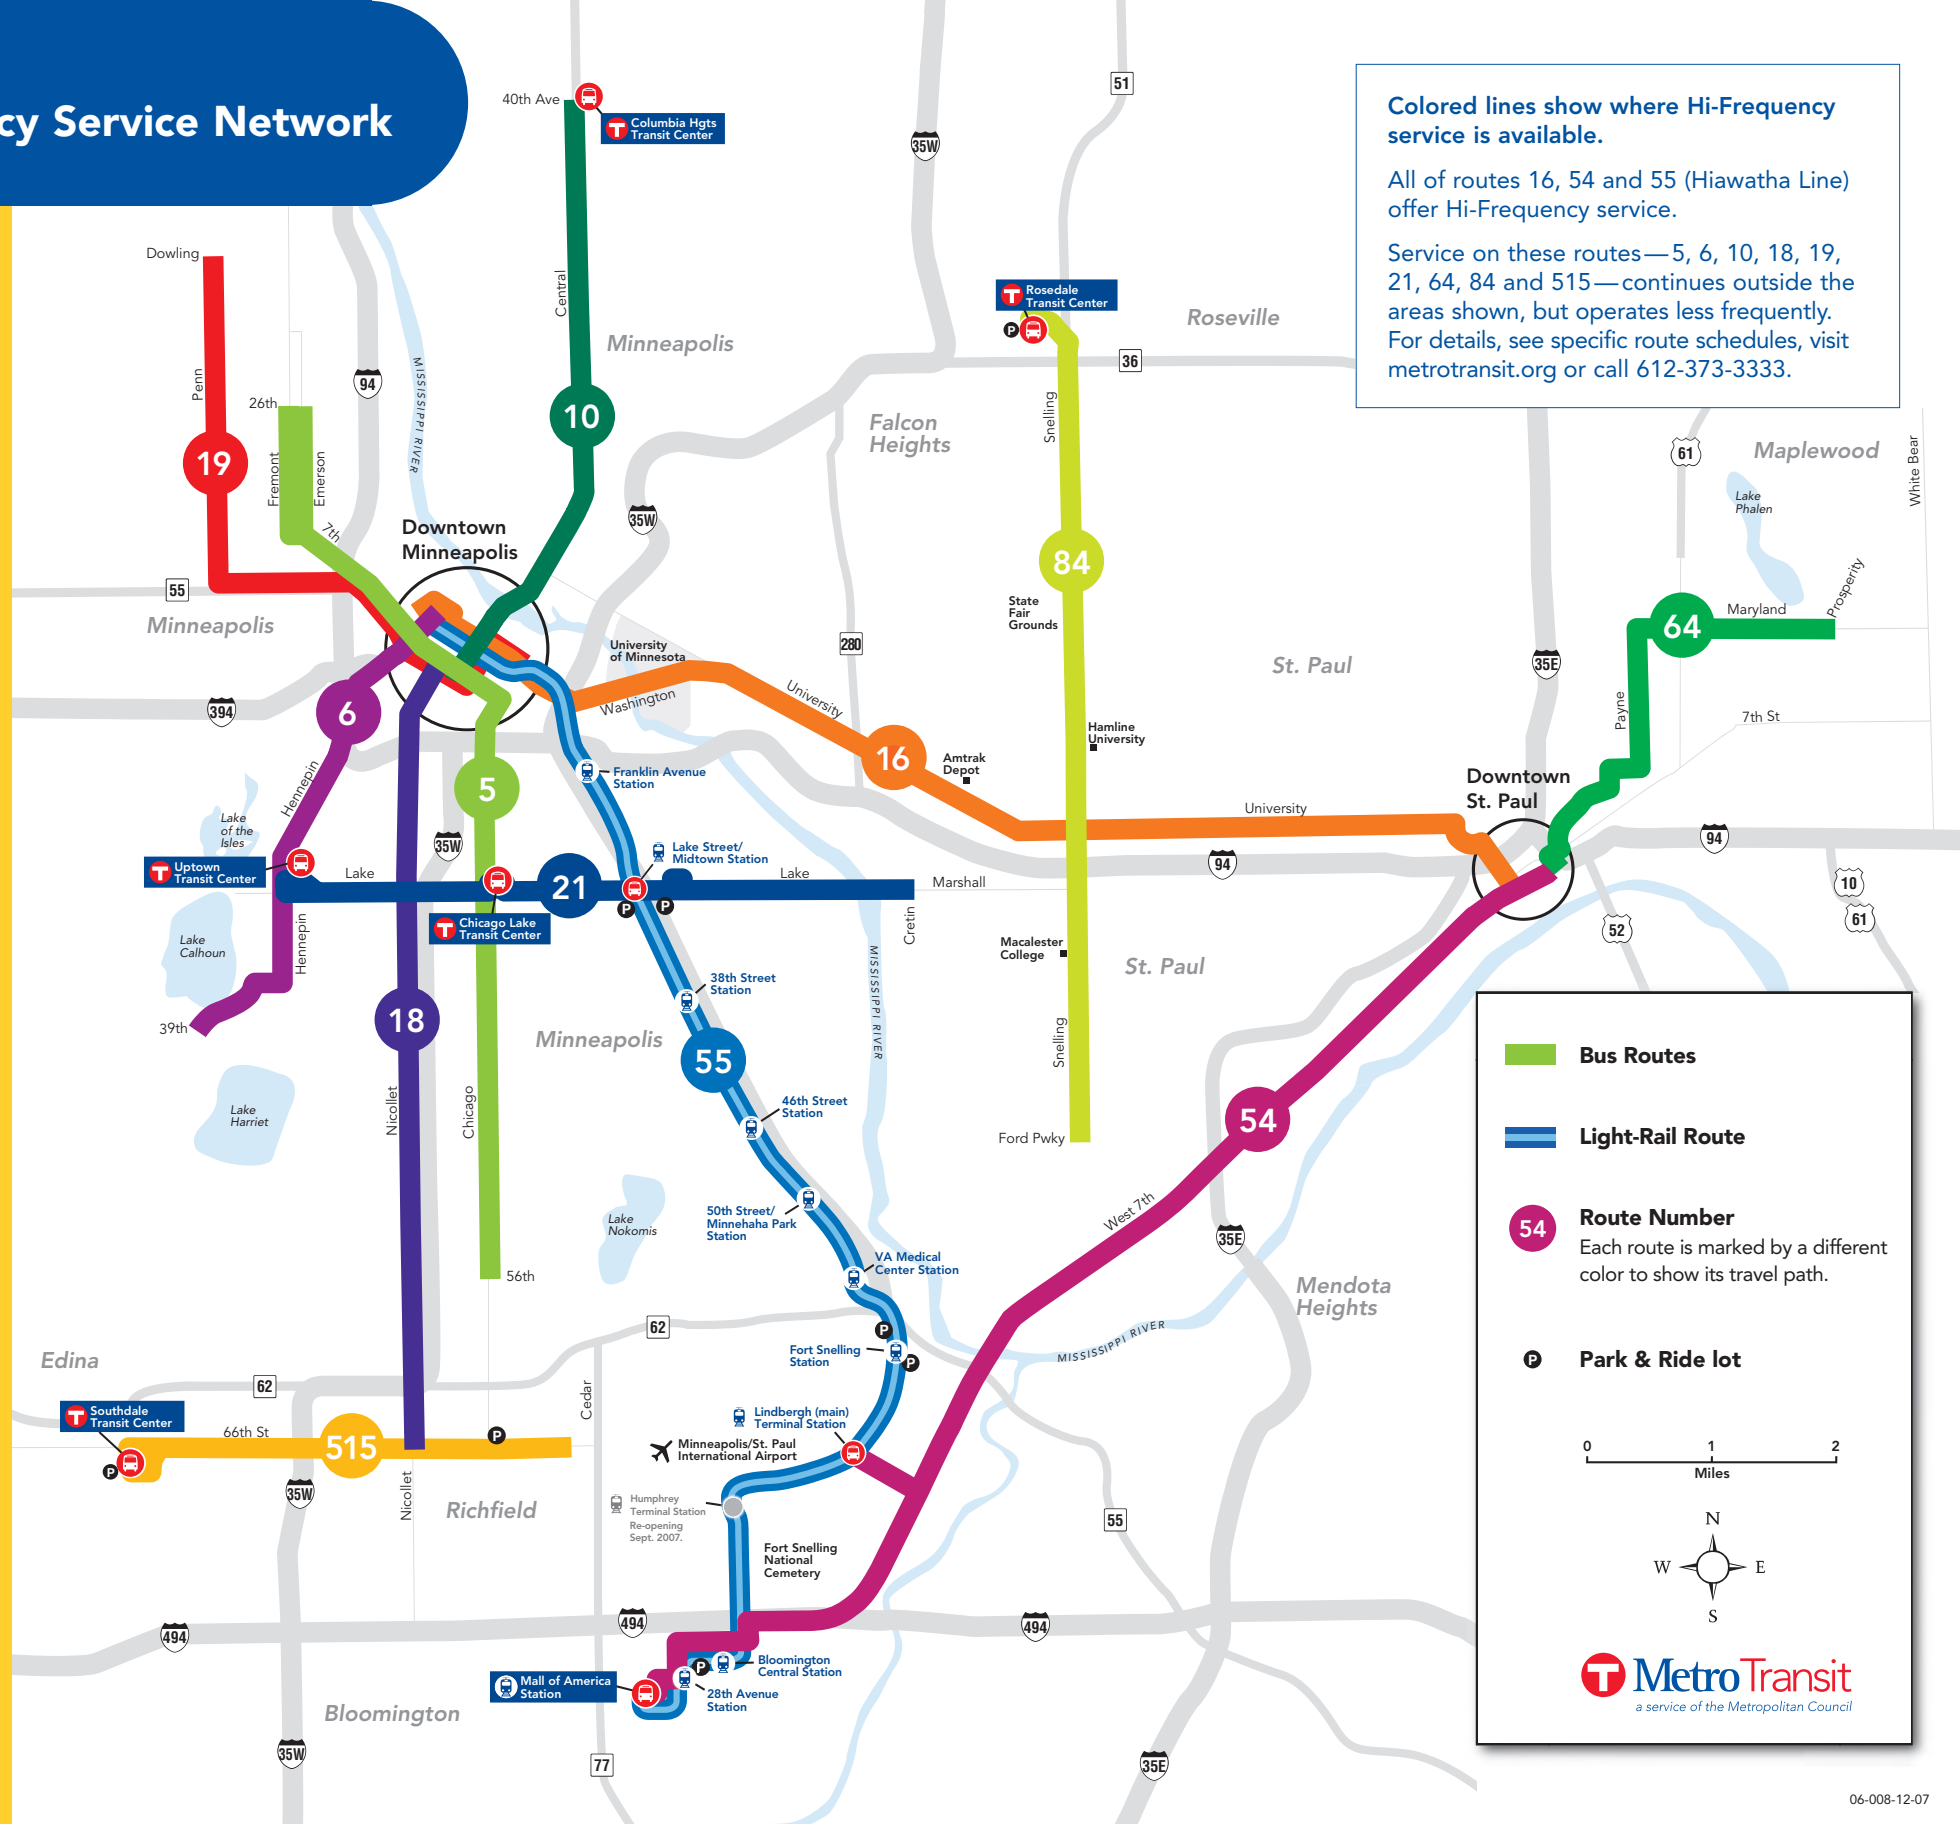 cy Service Network
40th Ave
Columbia Hgts
Transit Center
51
35W
Colored lines show where Hi-Frequency
service is available.
All of routes 16, 54 and 55 (Hiawatha Line)
offer Hi-Frequency service.
Service on these routes—5, 6, 10, 18, 19,
21, 64, 84 and 515—continues outside the
areas shown, but operates less frequently.
For details, see specific route schedules, visit
metrotransit.org or call 612-373-3333.
Dowling
Central
Penn
94
MISSISSIPPI RIVER
Minneapolis
Rosedale
Transit Center
P
Roseville
36
26th
10
Falcon
Heights
Snelling
19
Fremont
Emerson
7th
61
Maplewood
White Bear
Lake
Phalen
35W
Downtown
Minneapolis
84
55
Minneapolis
State
Fair
Grounds
Prosperity
Maryland
64
University
of Minnesota
280
St. Paul
35E
Washington
University
394
6
Payne
7th St
Hamline
University
16
Amtrak
Depot
Franklin Avenue
Station
Hennepin
5
Downtown
St. Paul
University
Lake
of the
Isles
35W
Lake Street/
Midtown Station
94
94
Uptown
Transit Center
Lake
21
Lake
Marshall
10
61
P
P
Chicago Lake
Transit Center
Cretin
52
Lake
Calhoun
Hennepin
Macalester
College
St. Paul
38th Street
Station
MISSISSIPPI RIVER
39th
18
Minneapolis
55
Snelling
Bus Routes
Lake
Harriet
Nicollet
Chicago
46th Street
Station
Ford Pwky
54
Light-Rail Route
50th Street/
Minnehaha Park
Station
Lake
Nokomis
West 7th
35E
54
Route Number
Each route is marked by a different
color to show its travel path.
VA Medical
Center Station
56th
Mendota
Heights
62
P
Fort Snelling
Station
P
MISSISSIPPI RIVER
P
Park & Ride lot
Edina
62
Cedar
Southdale
Transit Center
66th St
515
P
P
Lindbergh (main)
Terminal Station
Minneapolis/St. Paul
International Airport
0
1
2
Miles
35W
Nicollet
Richfield
Humphrey
Terminal Station
Re-opening
Sept. 2007.
55
N
W
E
S
Fort Snelling
National
Cemetery
494
494
494
Bloomington
Central Station
P
Mall of America
Station
28th Avenue
Station
Bloomington
T
MetroTransit
a service of the Metropolitan Council
35W
77
35E
06-008-12-07